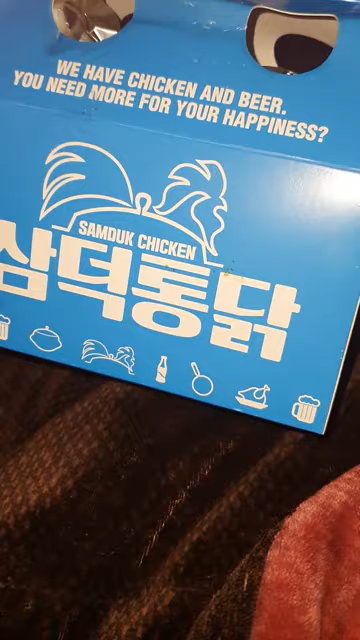 WE HAVE CHICKEN AND BEER.
YOU NEED MORE FOR YOUR HAPPINESS?
SAMDUK CHICKEN
삼덕통닭